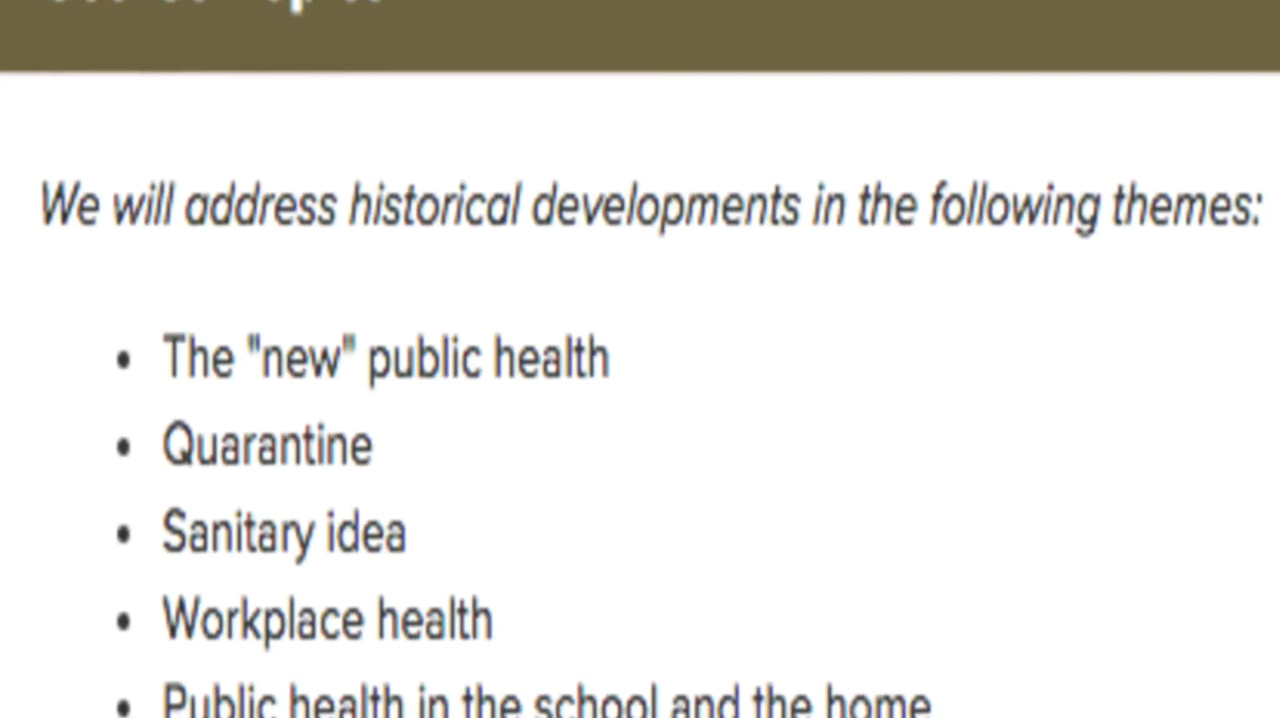 We will address historical developments in the following themes:
• The "new" public health
• Quarantine
• Sanitary idea
• Workplace health
• Public health in the school and the home